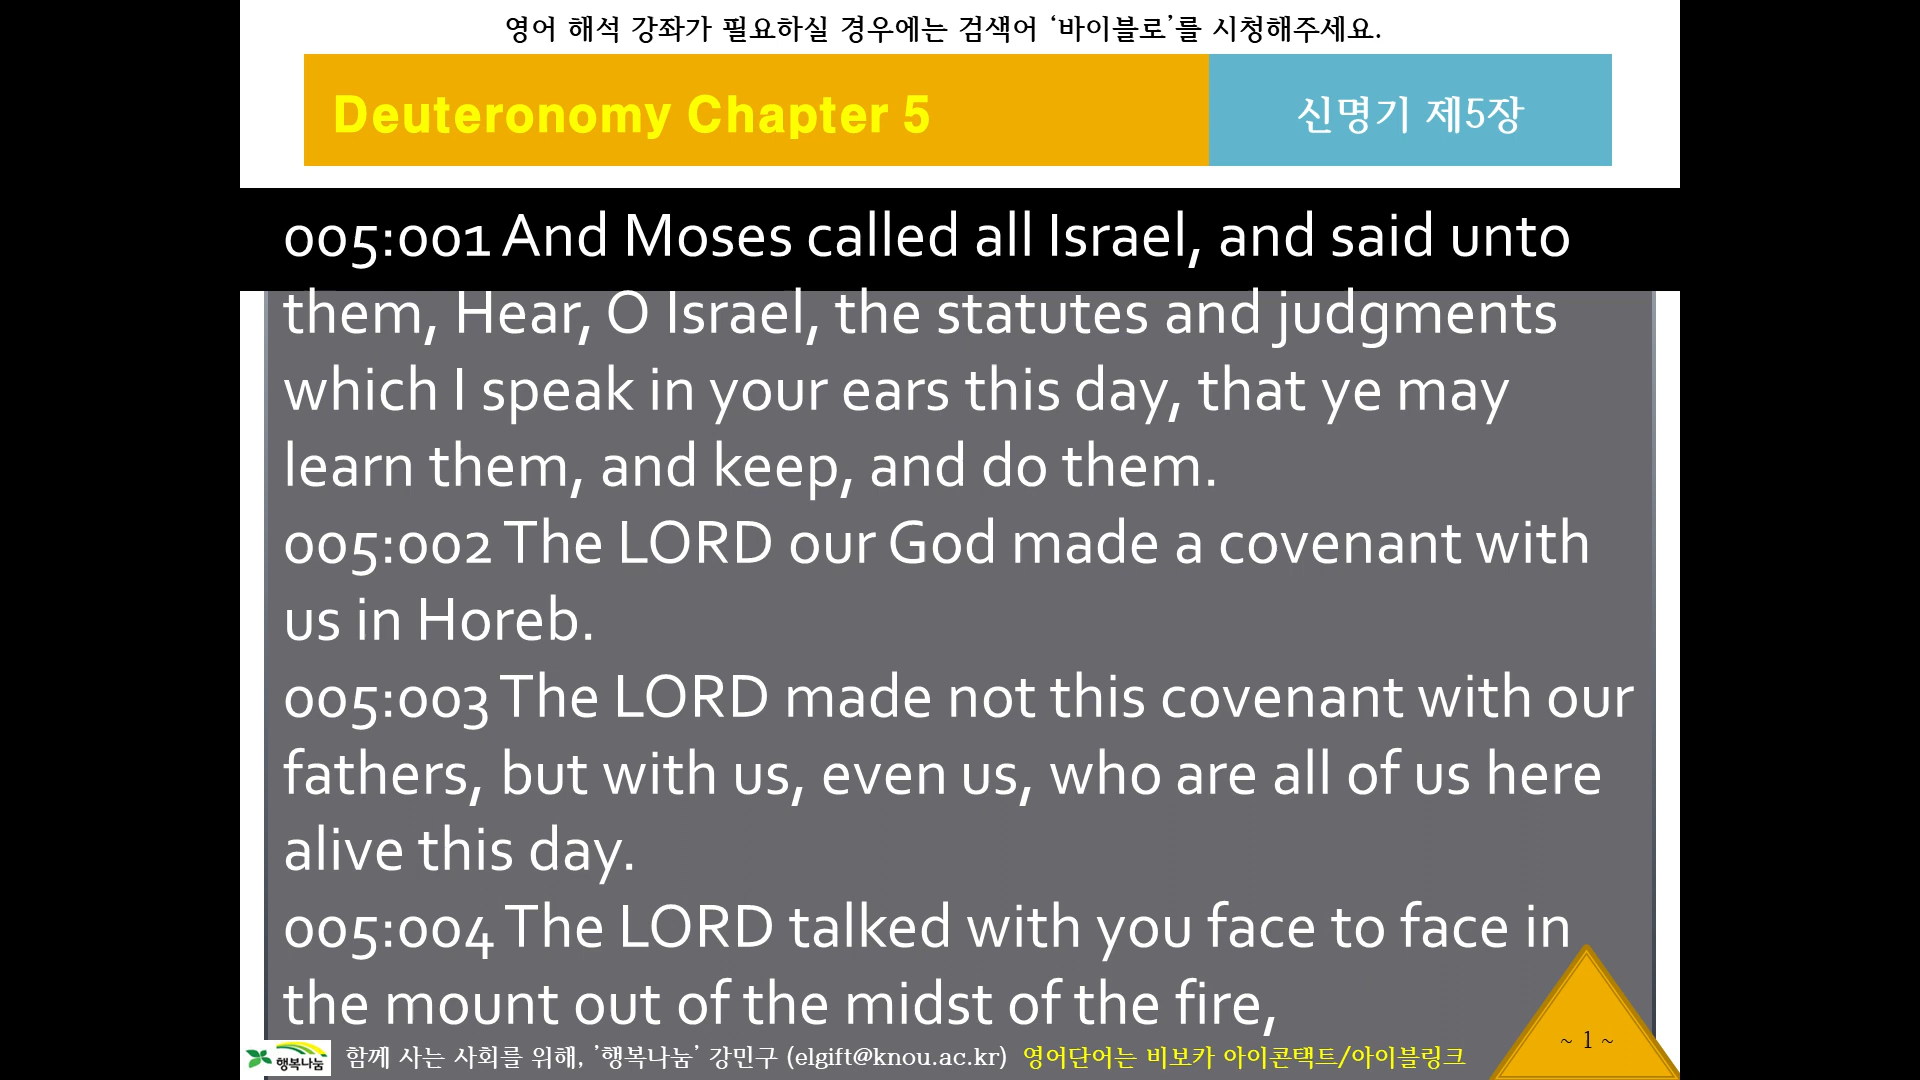 영어 해석 강좌가 필요하실 경우에는 검색어 ‘바이블로’를 시청해주세요.
Deuteronomy Chapter 5
신명기 제5장
005:001 And Moses called all Israel, and said unto
them, Hear, O Israel, the statutes and judgments
which I speak in your ears this day, that ye may
learn them, and keep, and do them.
005:002 The LORD our God made a covenant with
us in Horeb.
005:003 The LORD made not this covenant with our
fathers, but with us, even us, who are all of us here
alive this day.
005:004 The LORD talked with you face to face in
the mount out of the midst of the fire,
~ 1 ~
행복나눔
함께 사는 사회를 위해, ’행복나눔’ 강민구 (elgift@knou.ac.kr) 영어단어는 비보카 아이콘택트/아이블링크